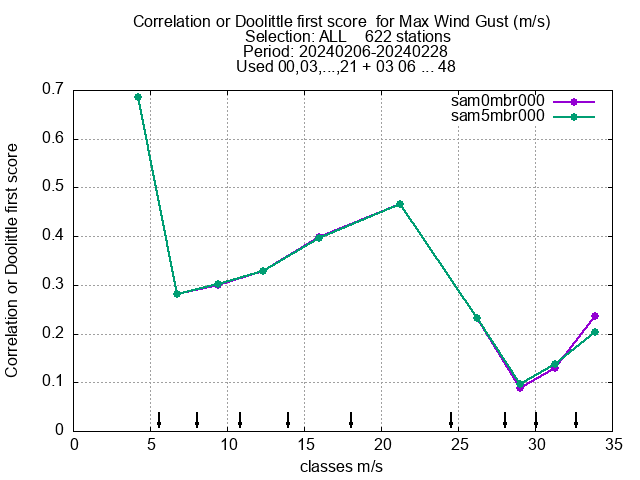 Correlation or Doolittle first score  for Max Wind Gust (m/s)
Selection: ALL    622 stations
Period: 20240206-20240228
Used 00,03,...,21 + 03 06 ... 48
sam0mbr000
sam5mbr000
Correlation or Doolittle first score
0.7
0.6
0.5
0.4
0.3
0.2
0.1
0
0 5 10 15 20 25 30 35
classes m/s